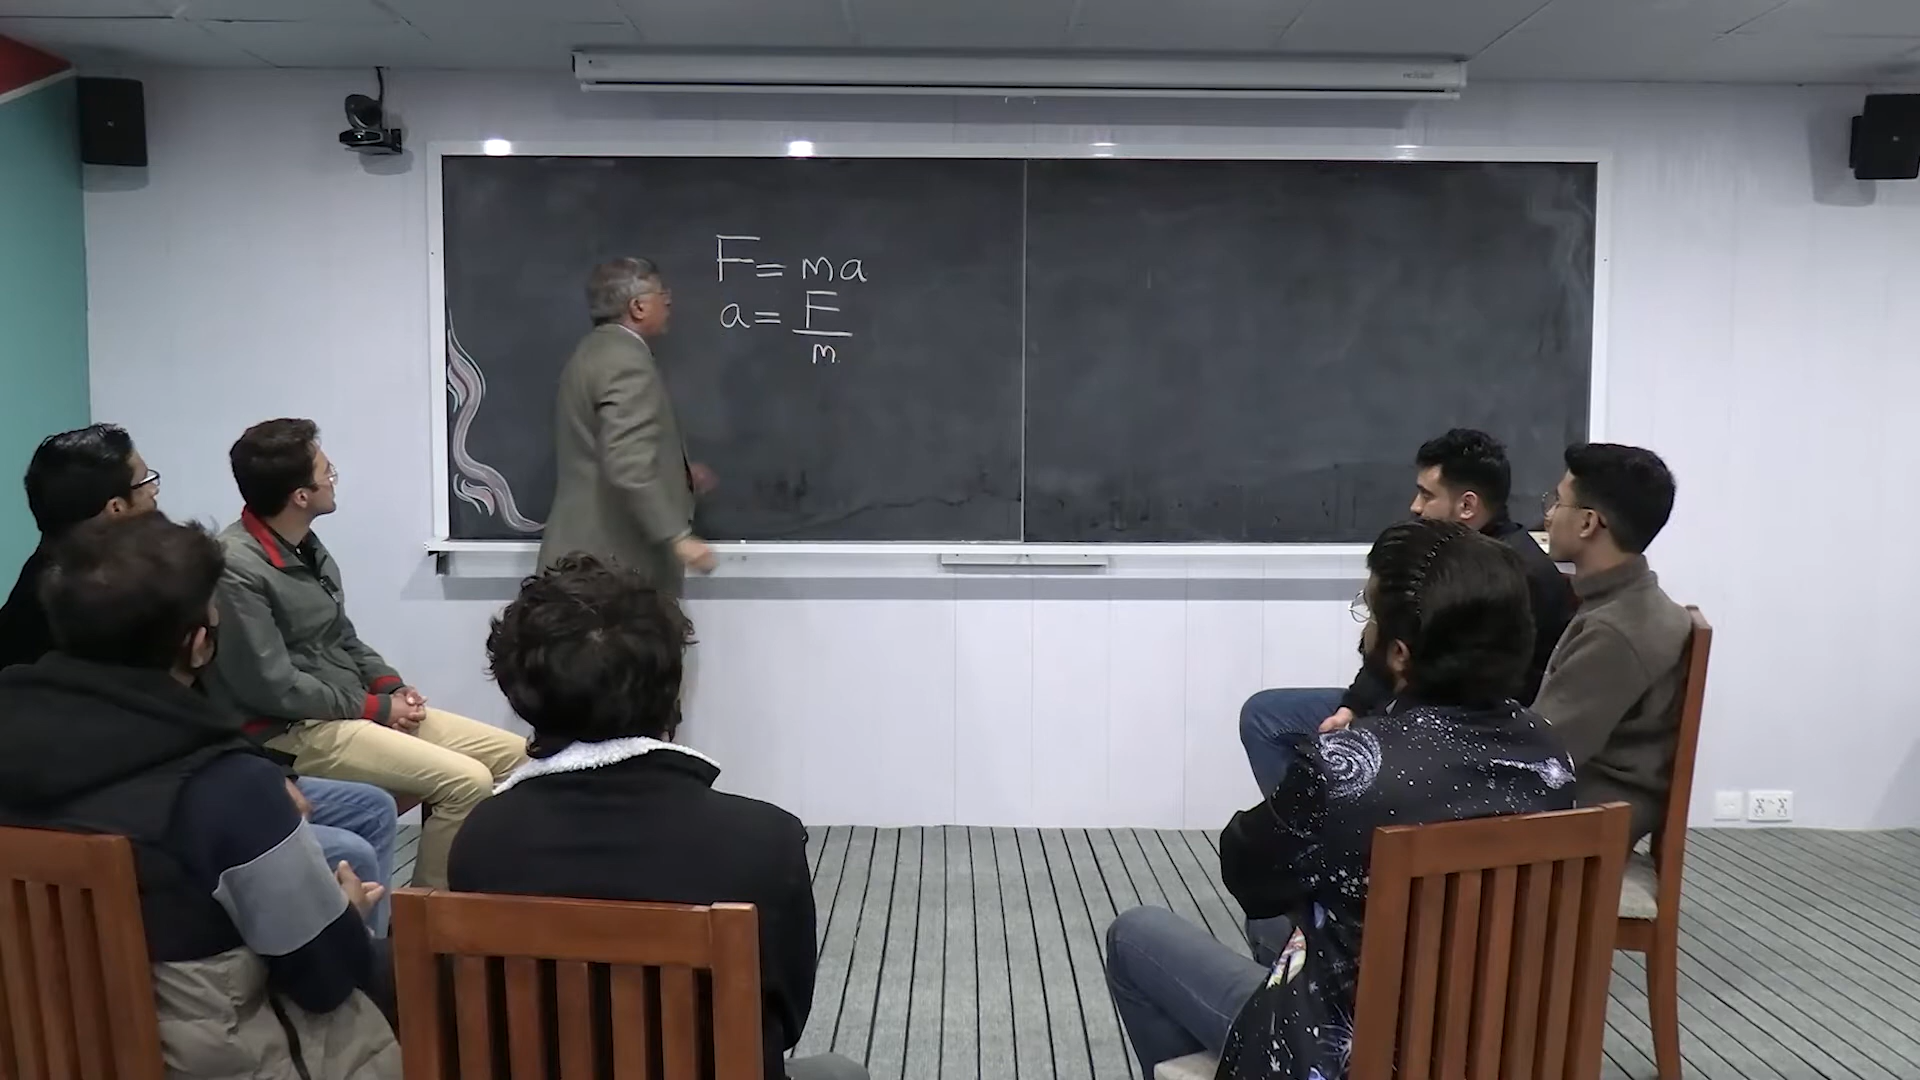 F = ma
a = F/m